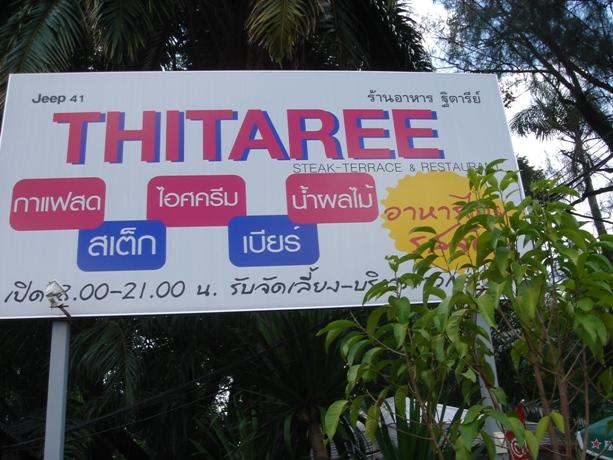 Jeep 41
ร้านอาหาร ฐิตารีย์
THITAREE
STEAK-TERRACE & RESTAURAN
กาแฟสด ไอศครีม น้ำผลไม้
สเต็ก เบียร์
เปิด .00-21.00 น. รับจัดเลี้ยง-